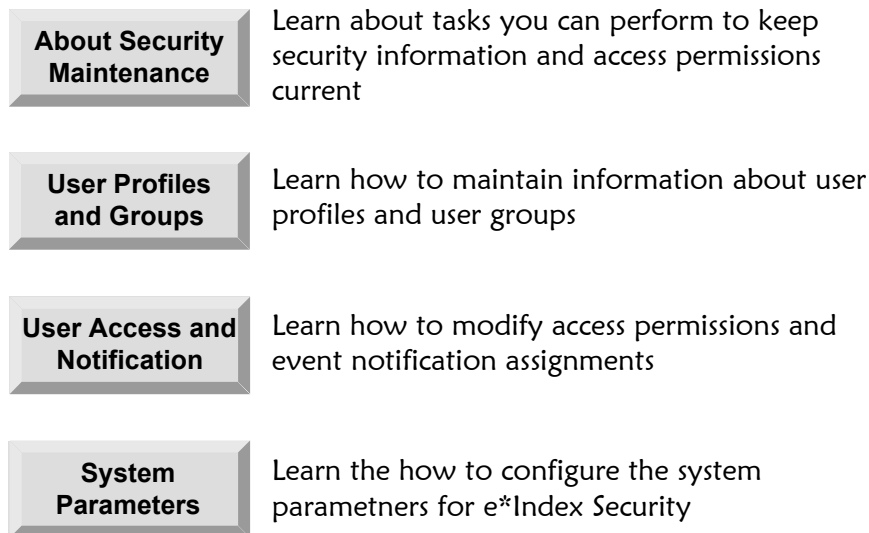 About Security
Maintenance
Learn about tasks you can perform to keep
security information and access permissions
current
User Profiles
and Groups
Learn how to maintain information about user
profiles and user groups
User Access and
Notification
Learn how to modify access permissions and
event notification assignments
System
Parameters
Learn the how to configure the system
parametners for e*Index Security